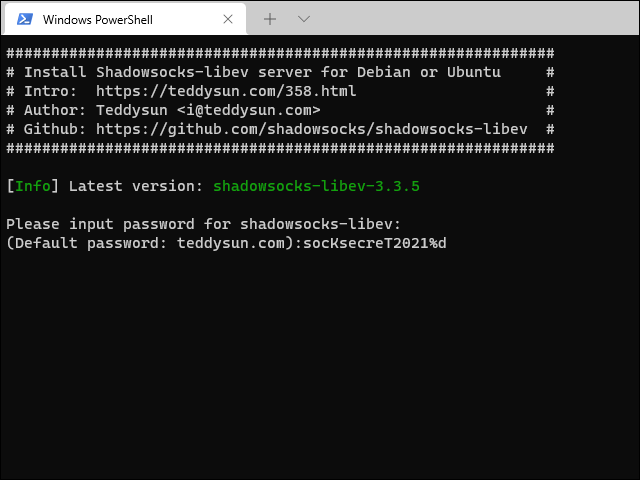 Windows PowerShell
#############################################################
# Install Shadowsocks-libev server for Debian or Ubuntu     #
# Intro:  https://teddysun.com/358.html                     #
# Author: Teddysun <i@teddysun.com>                         #
# Github: https://github.com/shadowsocks/shadowsocks-libev  #
#############################################################
[Info] Latest version: shadowsocks-libev-3.3.5
Please input password for shadowsocks-libev:
(Default password: teddysun.com):socKsecreT2021%d